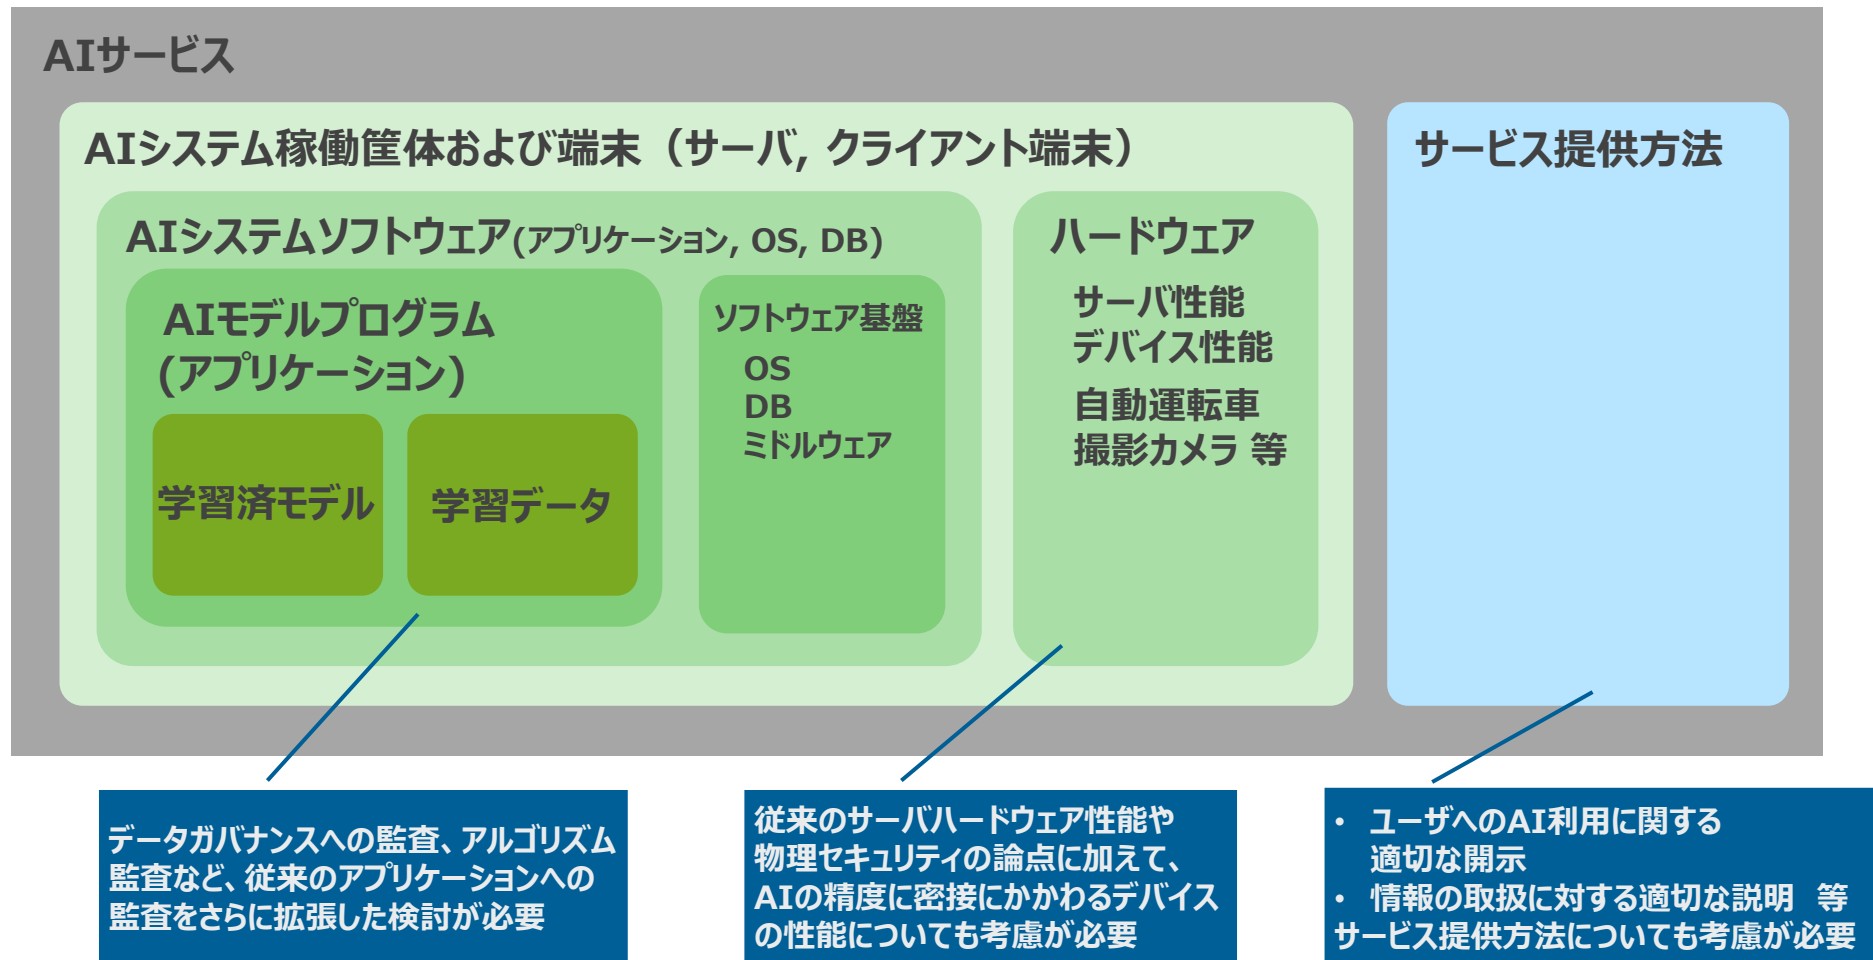 AIサービス
AIシステム稼働筐体および端末（サーバ, クライアント端末）
AIシステムソフトウェア(アプリケーション, OS, DB)
AIモデルプログラム
(アプリケーション)
学習済モデル
学習データ
ソフトウェア基盤
OS
DB
ミドルウェア
ハードウェア
サーバ性能
デバイス性能
自動運転車
撮影カメラ 等
サービス提供方法
データガバナンスへの監査、アルゴリズム
監査など、従来のアプリケーションへの
監査をさらに拡張した検討が必要
従来のサーバハードウェア性能や
物理セキュリティの論点に加えて、
AIの精度に密接にかかわるデバイス
の性能についても考慮が必要
• ユーザへのAI利用に関する
適切な開示
• 情報の取扱に対する適切な説明　等
サービス提供方法についても考慮が必要